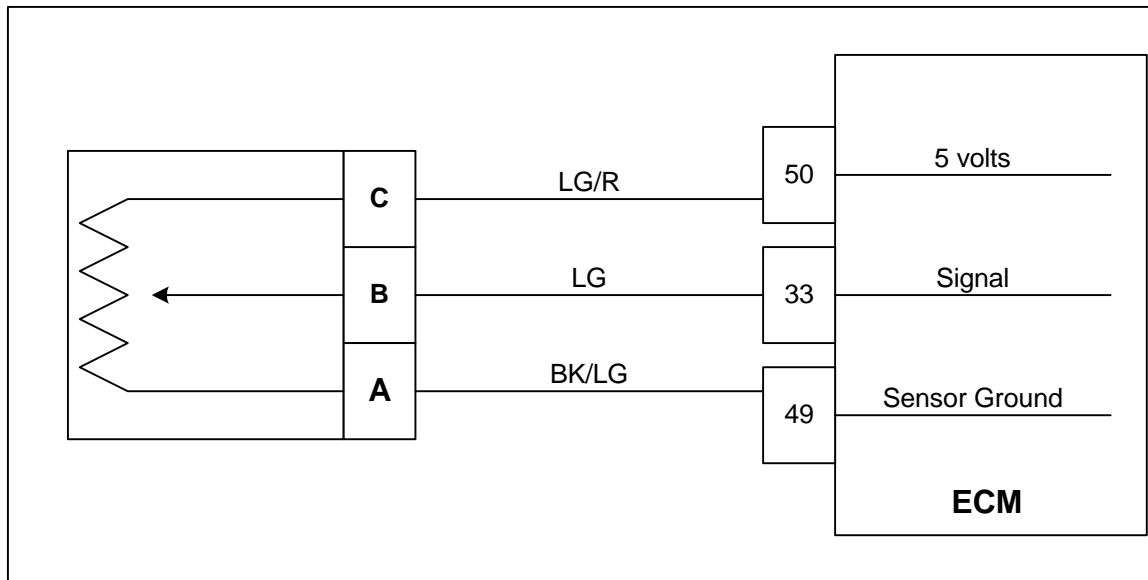 C
LG/R
50
5 volts
B
LG
33
Signal
A
BK/LG
49
Sensor Ground
ECM